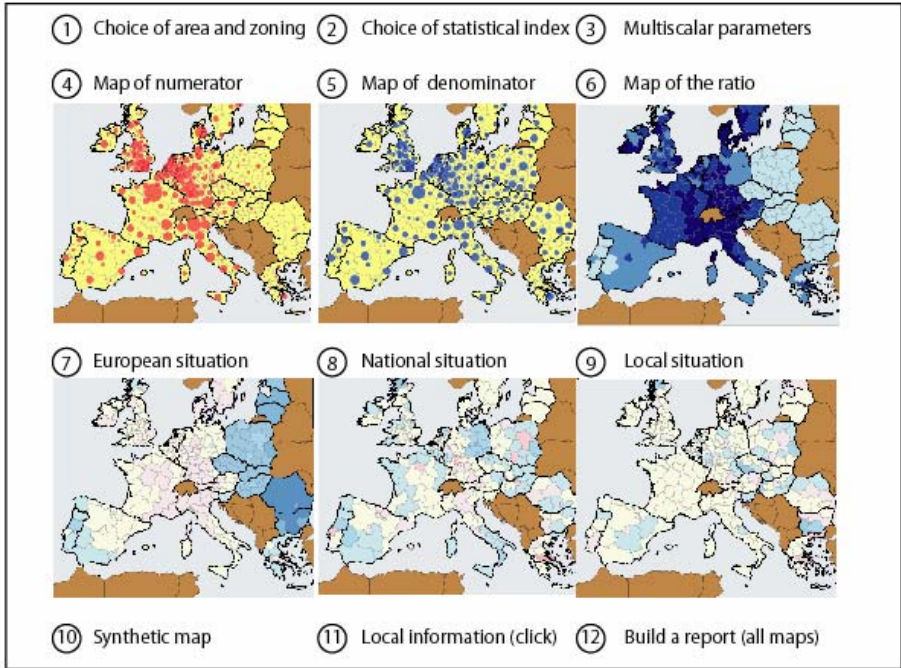 1 Choice of area and zoning 2 Choice of statistical index 3 Multiscalar parameters
4 Map of numerator 5 Map of denominator 6 Map of the ratio
7 European situation 8 National situation 9 Local situation
10 Synthetic map 11 Local information (click) 12 Build a report (all maps)